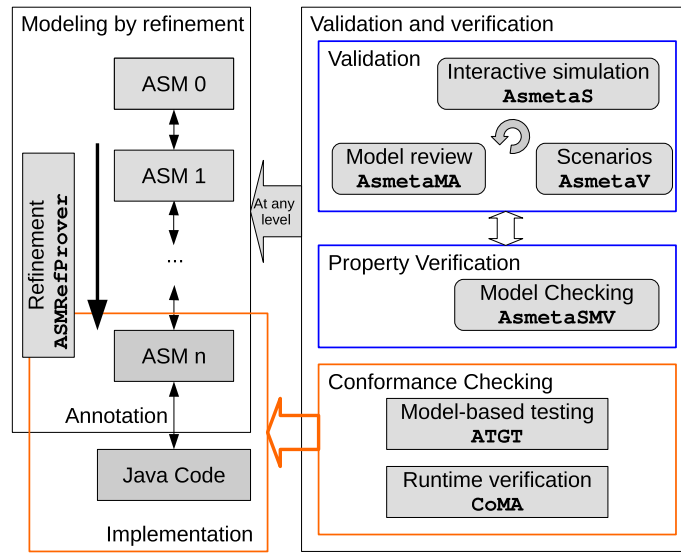 Modeling by refinement
ASM 0
ASM 1
...
ASM n
Refinement
ASMRefProver
Annotation
Java Code
Implementation
At any
level
Validation and verification
Validation
Interactive simulation
AsmetaS
Model review
AsmetaMA
Scenarios
AsmetaV
Property Verification
Model Checking
AsmetaSMV
Conformance Checking
Model-based testing
ATGT
Runtime verification
CoMA